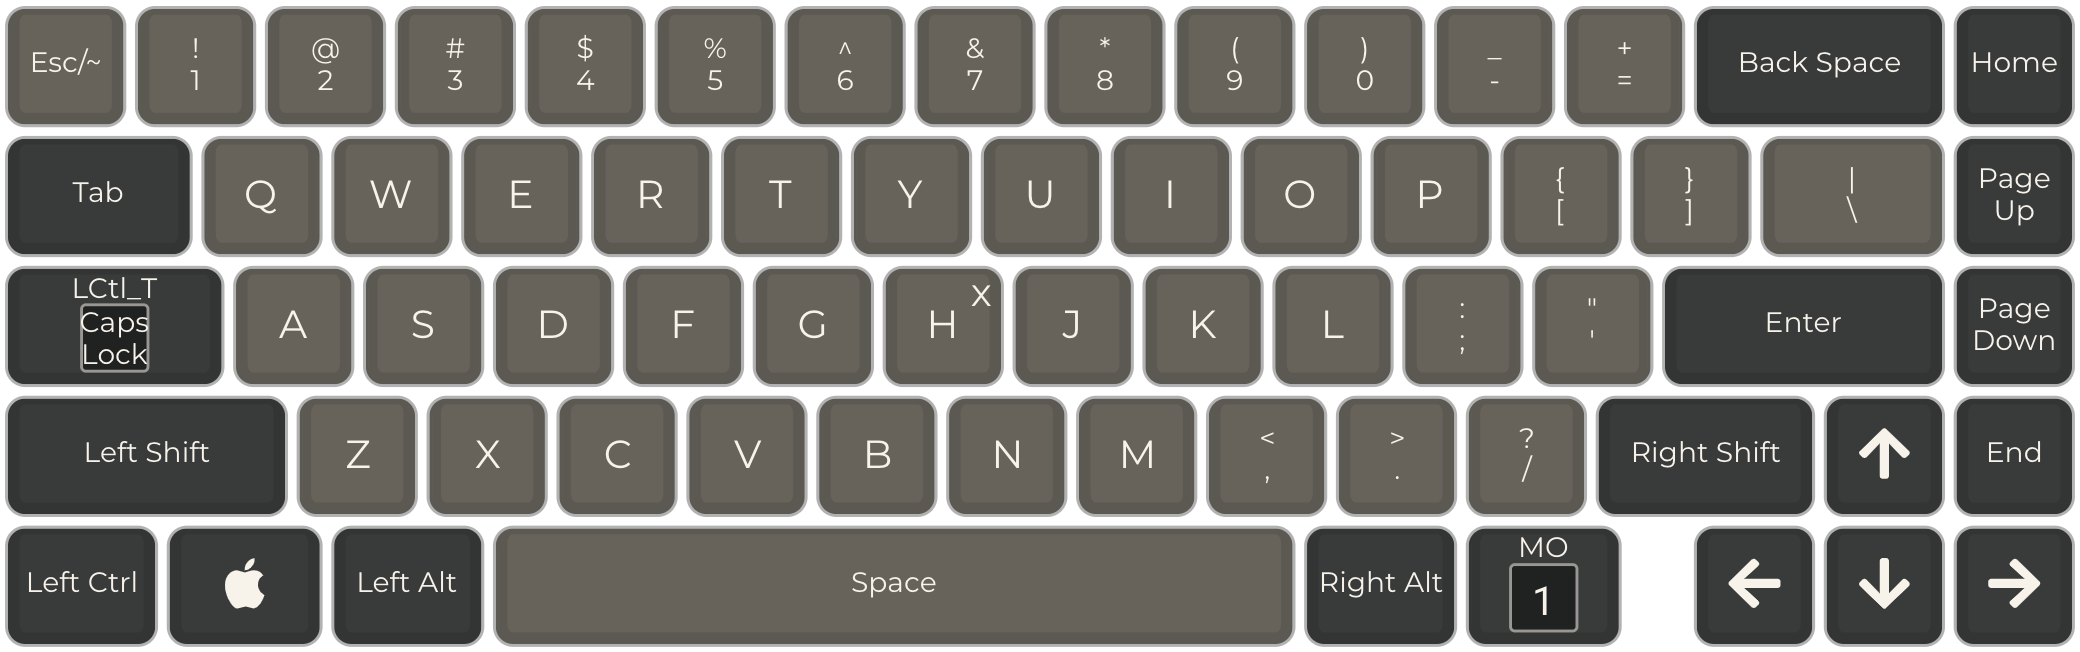 Esc/~ ! @ # $ % ^ & * ( ) _ + Back Space Home
1 2 3 4 5 6 7 8 9 0 - =
Tab Q W E R T Y U I O P { } | Page
[ ] \ Up
LCtl_T
Caps
Lock
A S D F G H X J K L : " Enter Page
; ' Down
Left Shift Z X C V B N M < > ? Right Shift ↑ End
, . /
Left Ctrl Left Alt Space Right Alt MO ← ↓ →
1